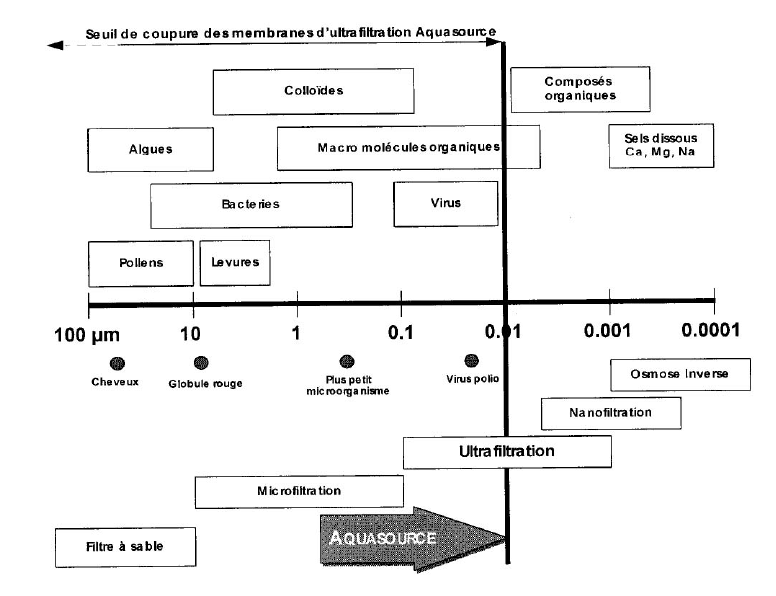 Seuil de coupure des membranes d'ultrafiltration Aquasource
Colloïdes
Composés
organiques
Algues
Macro molécules organiques
Sels dissous
Ca, Mg, Na
Bacteries
Virus
Pollens
Levures
100 µm
10
1
0.1
0.01
0.001
0.0001
Cheveux
Globule rouge
Plus petit
microorganisme
Virus polio
Osmose Inverse
Nanofiltration
Ultrafiltration
Microfiltration
AQUASOURCE
Filtre à sable